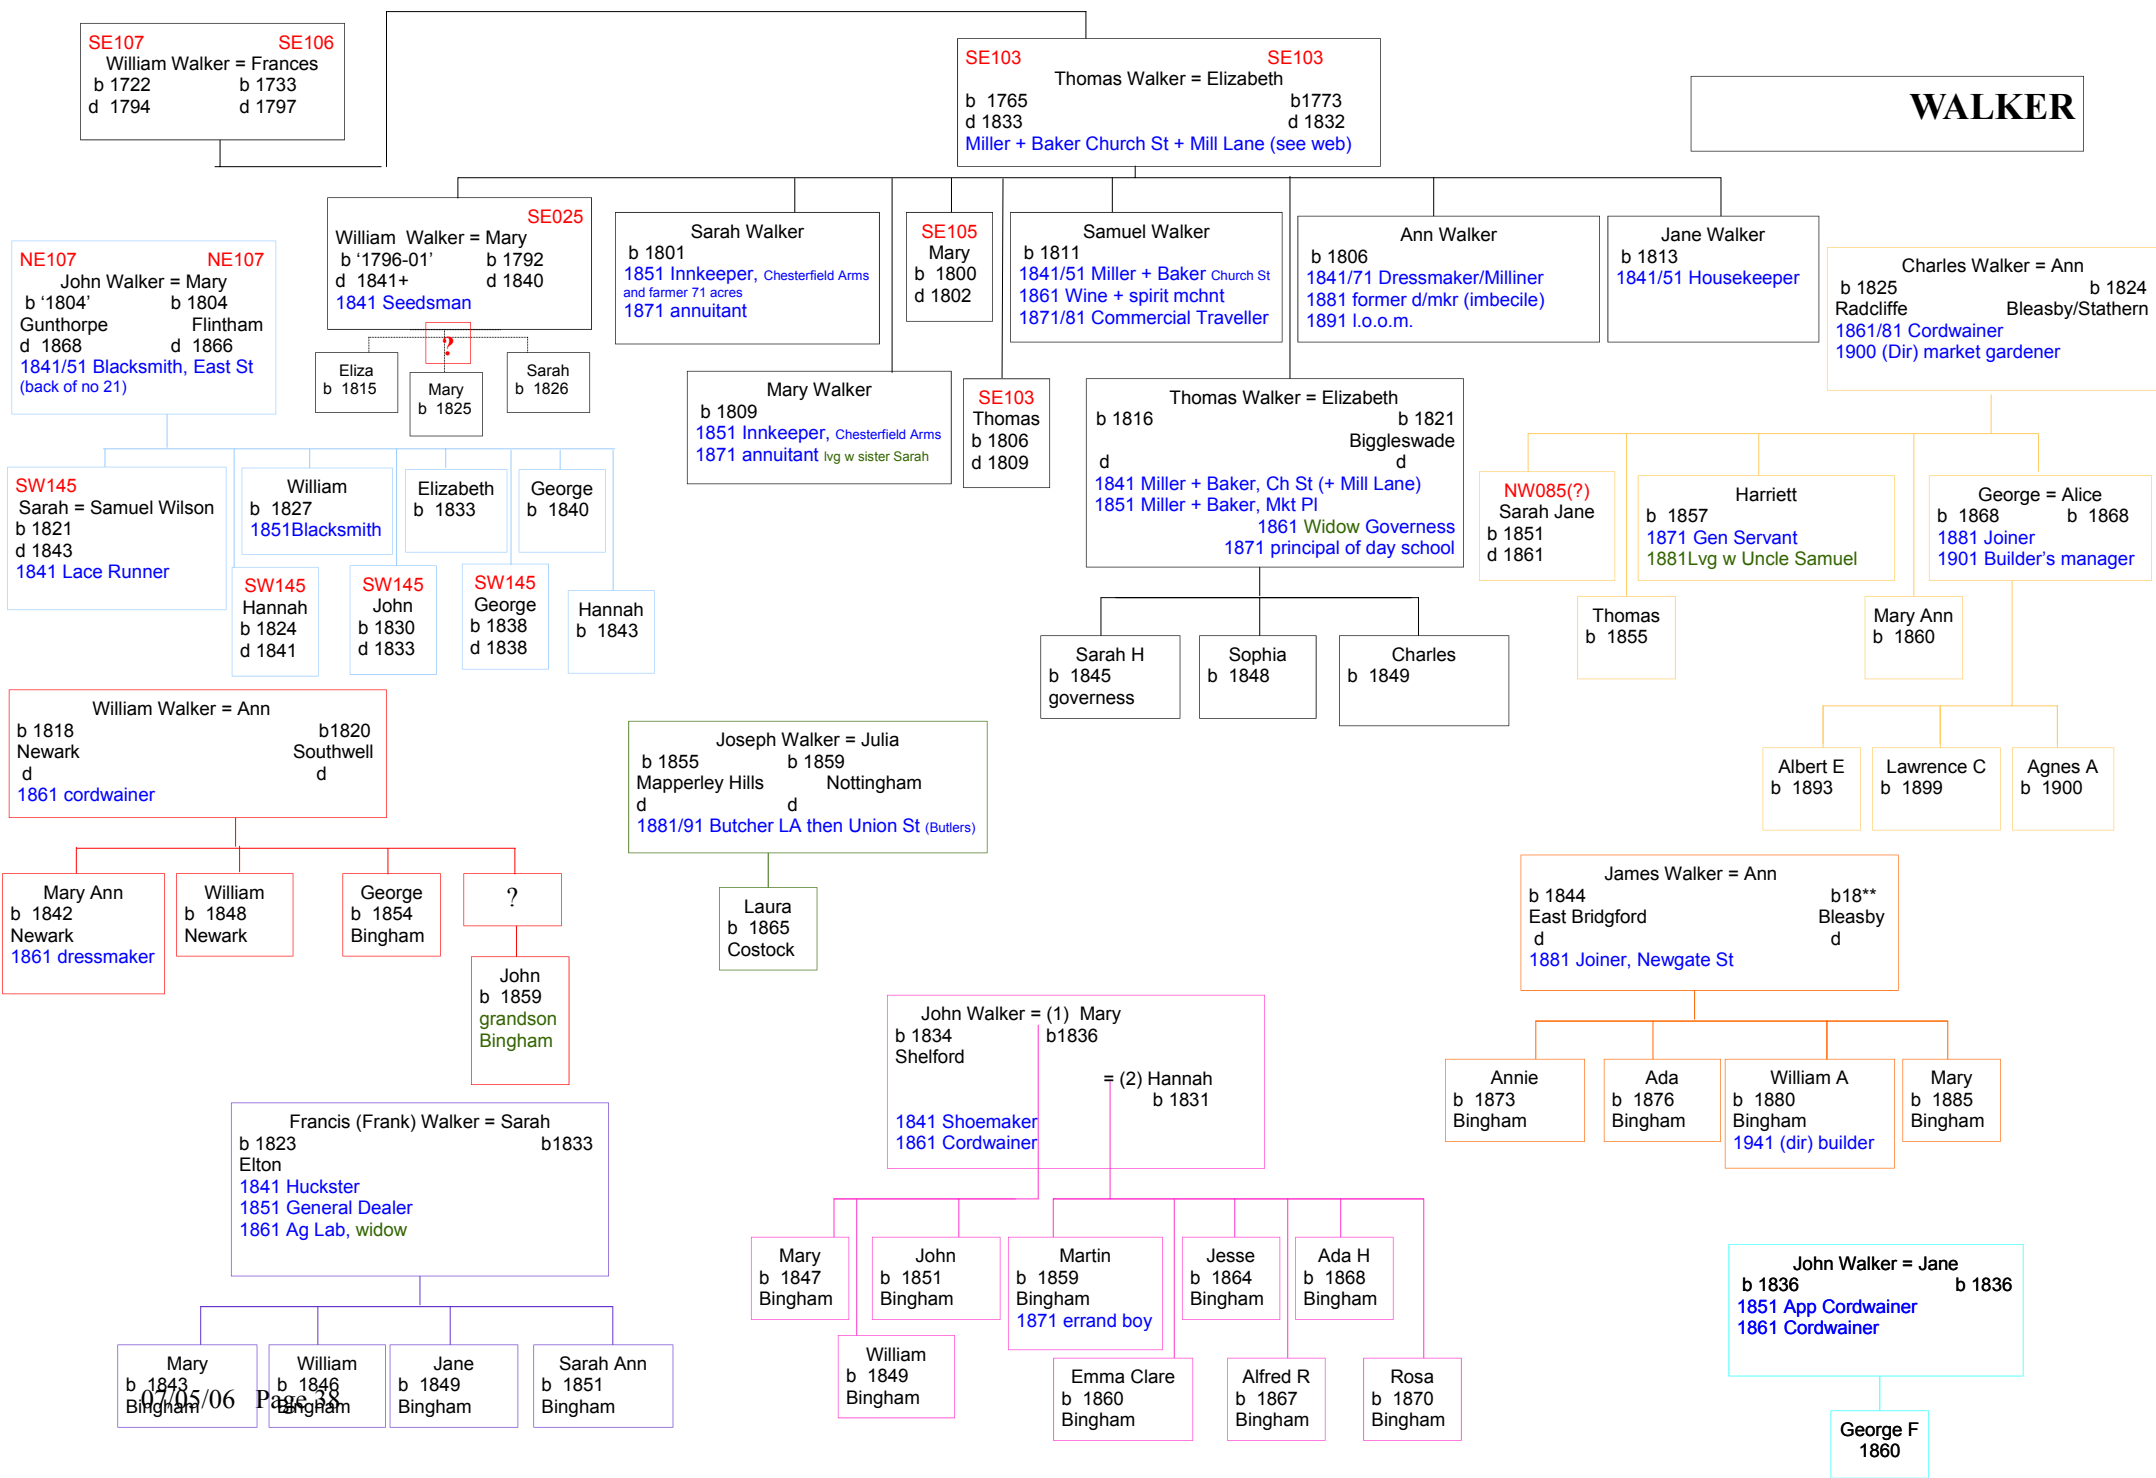 SE107 SE106
William Walker = Frances
b 1722 b 1733
d 1794 d 1797
SE103 SE103
Thomas Walker = Elizabeth
b 1765 b1773
d 1833 d 1832
Miller + Baker Church St + Mill Lane (see web)
WALKER
NE107 NE107
John Walker = Mary
b ‘1804’ b 1804
Gunthorpe Flintham
d 1868 d 1866
1841/51 Blacksmith, East St
(back of no 21)
SE025
William Walker = Mary
b ‘1796-01’ b 1792
d 1841+ d 1840
1841 Seedsman
?
Eliza
b 1815
Mary
b 1825
Sarah
b 1826
Sarah Walker
b 1801
1851 Innkeeper, Chesterfield Arms
and farmer 71 acres
1871 annuitant
SE105
Mary
b 1800
d 1802
Samuel Walker
b 1811
1841/51 Miller + Baker Church St
1861 Wine + spirit mchnt
1871/81 Commercial Traveller
Ann Walker
b 1806
1841/71 Dressmaker/Milliner
1881 former d/mkr (imbecile)
1891 l.o.o.m.
Jane Walker
b 1813
1841/51 Housekeeper
Charles Walker = Ann
b 1825 b 1824
Radcliffe Bleasby/Stathern
1861/81 Cordwainer
1900 (Dir) market gardener
Mary Walker
b 1809
1851 Innkeeper, Chesterfield Arms
1871 annuitant lvg w sister Sarah
SE103
Thomas
b 1806
d 1809
Thomas Walker = Elizabeth
b 1816 b 1821
Biggleswade
d d
1841 Miller + Baker, Ch St (+ Mill Lane)
1851 Miller + Baker, Mkt Pl
1861 Widow Governess
1871 principal of day school
SW145
Sarah = Samuel Wilson
b 1821
d 1843
1841 Lace Runner
William
b 1827
1851Blacksmith
Elizabeth
b 1833
George
b 1840
SW145
Hannah
b 1824
d 1841
SW145
John
b 1830
d 1833
SW145
George
b 1838
d 1838
Hannah
b 1843
NW085(?)
Sarah Jane
b 1851
d 1861
Harriett
b 1857
1871 Gen Servant
1881Lvg w Uncle Samuel
George = Alice
b 1868 b 1868
1881 Joiner
1901 Builder’s manager
Thomas
b 1855
Mary Ann
b 1860
Sarah H
b 1845
governess
Sophia
b 1848
Charles
b 1849
Albert E
b 1893
Lawrence C
b 1899
Agnes A
b 1900
William Walker = Ann
b 1818 b1820
Newark Southwell
d d
1861 cordwainer
Joseph Walker = Julia
b 1855 b 1859
Mapperley Hills Nottingham
d d
1881/91 Butcher LA then Union St (Butlers)
Mary Ann
b 1842
Newark
1861 dressmaker
William
b 1848
Newark
George
b 1854
Bingham
?
John
b 1859
grandson
Bingham
Laura
b 1865
Costock
James Walker = Ann
b 1844 b18**
East Bridgford Bleasby
d d
1881 Joiner, Newgate St
Annie
b 1873
Bingham
Ada
b 1876
Bingham
William A
b 1880
Bingham
1941 (dir) builder
Mary
b 1885
Bingham
John Walker = (1) Mary
b 1834 b1836
Shelford
= (2) Hannah
b 1831
1841 Shoemaker
1861 Cordwainer
Francis (Frank) Walker = Sarah
b 1823 b1833
Elton
1841 Huckster
1851 General Dealer
1861 Ag Lab, widow
Mary
b 1847
Bingham
John
b 1851
Bingham
Martin
b 1859
Bingham
1871 errand boy
Jesse
b 1864
Bingham
Ada H
b 1868
Bingham
William
b 1849
Bingham
Emma Clare
b 1860
Bingham
Alfred R
b 1867
Bingham
Rosa
b 1870
Bingham
John Walker = Jane
b 1836 b 1836
1851 App Cordwainer
1861 Cordwainer
George F
1860
Mary
b 1843
Bingham
William
b 1846
Bingham
Jane
b 1849
Bingham
Sarah Ann
b 1851
Bingham
07/05/06 Page 38